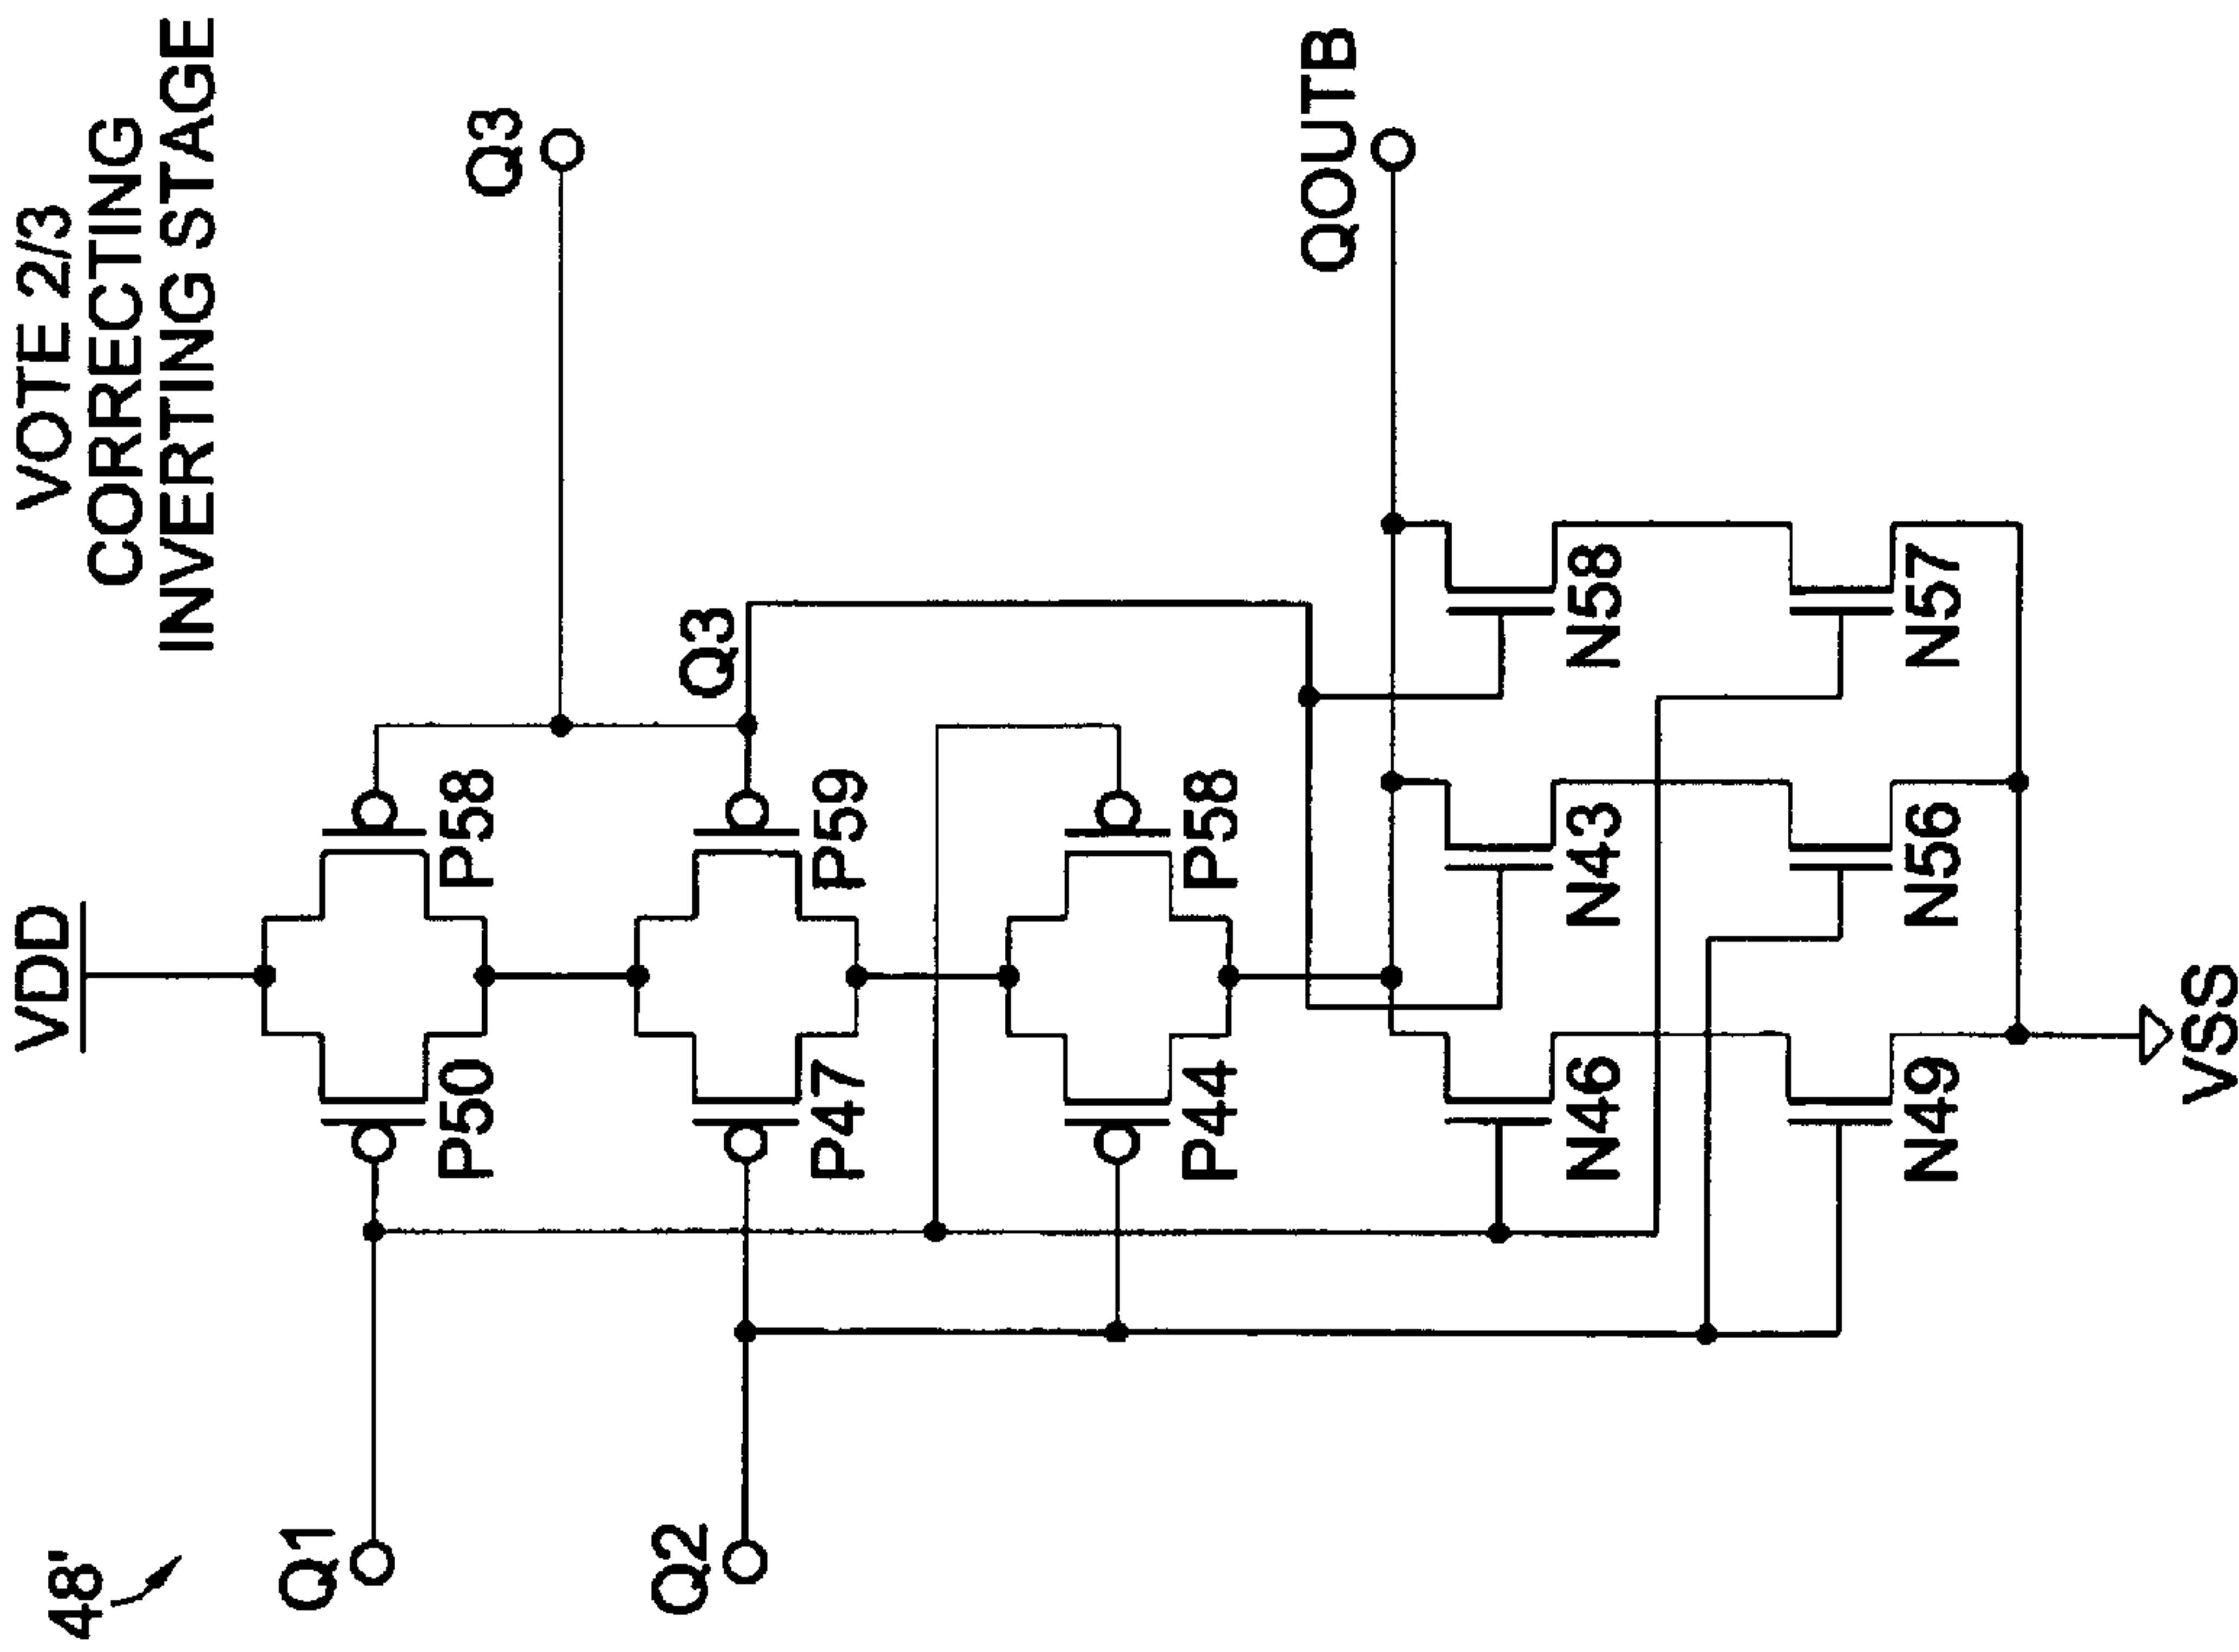 48'
VOTE 2/3
CORRECTING
INVERTING STAGE
VDD
Q1
P50
P58
Q3
Q2
P47
P59
Q3
P44
P58
QOUTB
N46
N43
N58
N49
N56
N57
VSS